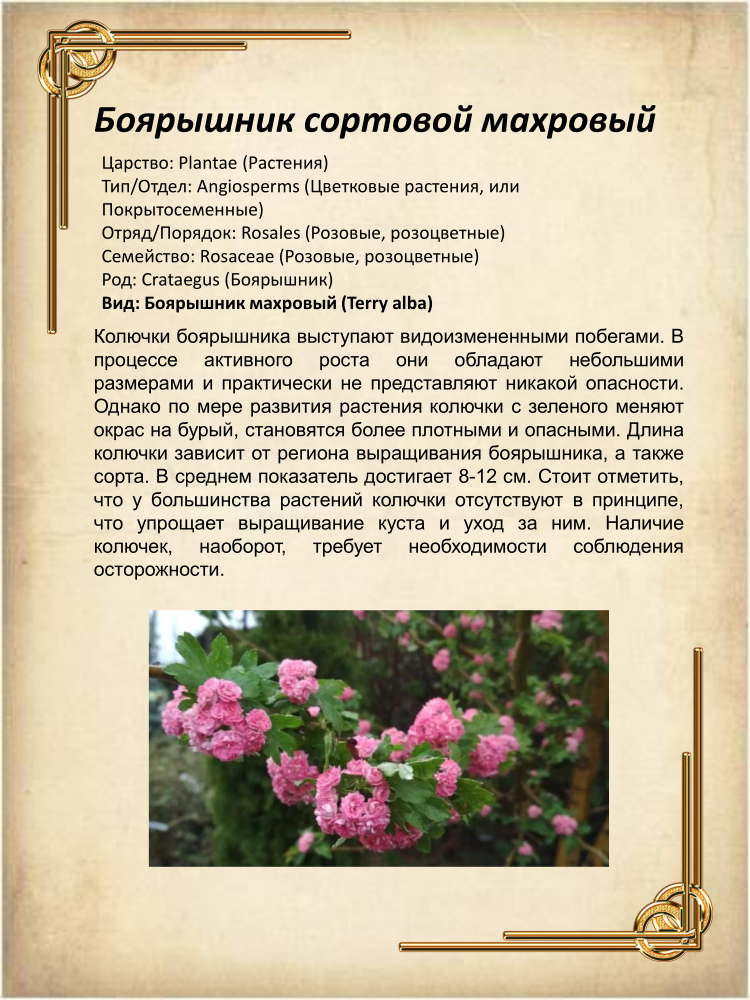 Боярышник сортовой махровый
Царство: Plantae (Растения)
Тип/Отдел: Angiosperms (Цветковые растения, или
Покрытосеменные)
Отряд/Порядок: Rosales (Розовые, розоцветные)
Семейство: Rosaceae (Розовые, розоцветные)
Род: Crataegus (Боярышник)
Вид: Боярышник махровый (Terry alba)
Колючки боярышника выступают видоизмененными побегами. В
процессе активного роста они обладают небольшими
размерами и практически не представляют никакой опасности.
Однако по мере развития растения колючки с зеленого меняют
окрас на бурый, становятся более плотными и опасными. Длина
колючки зависит от региона выращивания боярышника, а также
сорта. В среднем показатель достигает 8-12 см. Стоит отметить,
что у большинства растений колючки отсутствуют в принципе,
что упрощает выращивание куста и уход за ним. Наличие
колючек, наоборот, требует необходимости соблюдения
осторожности.